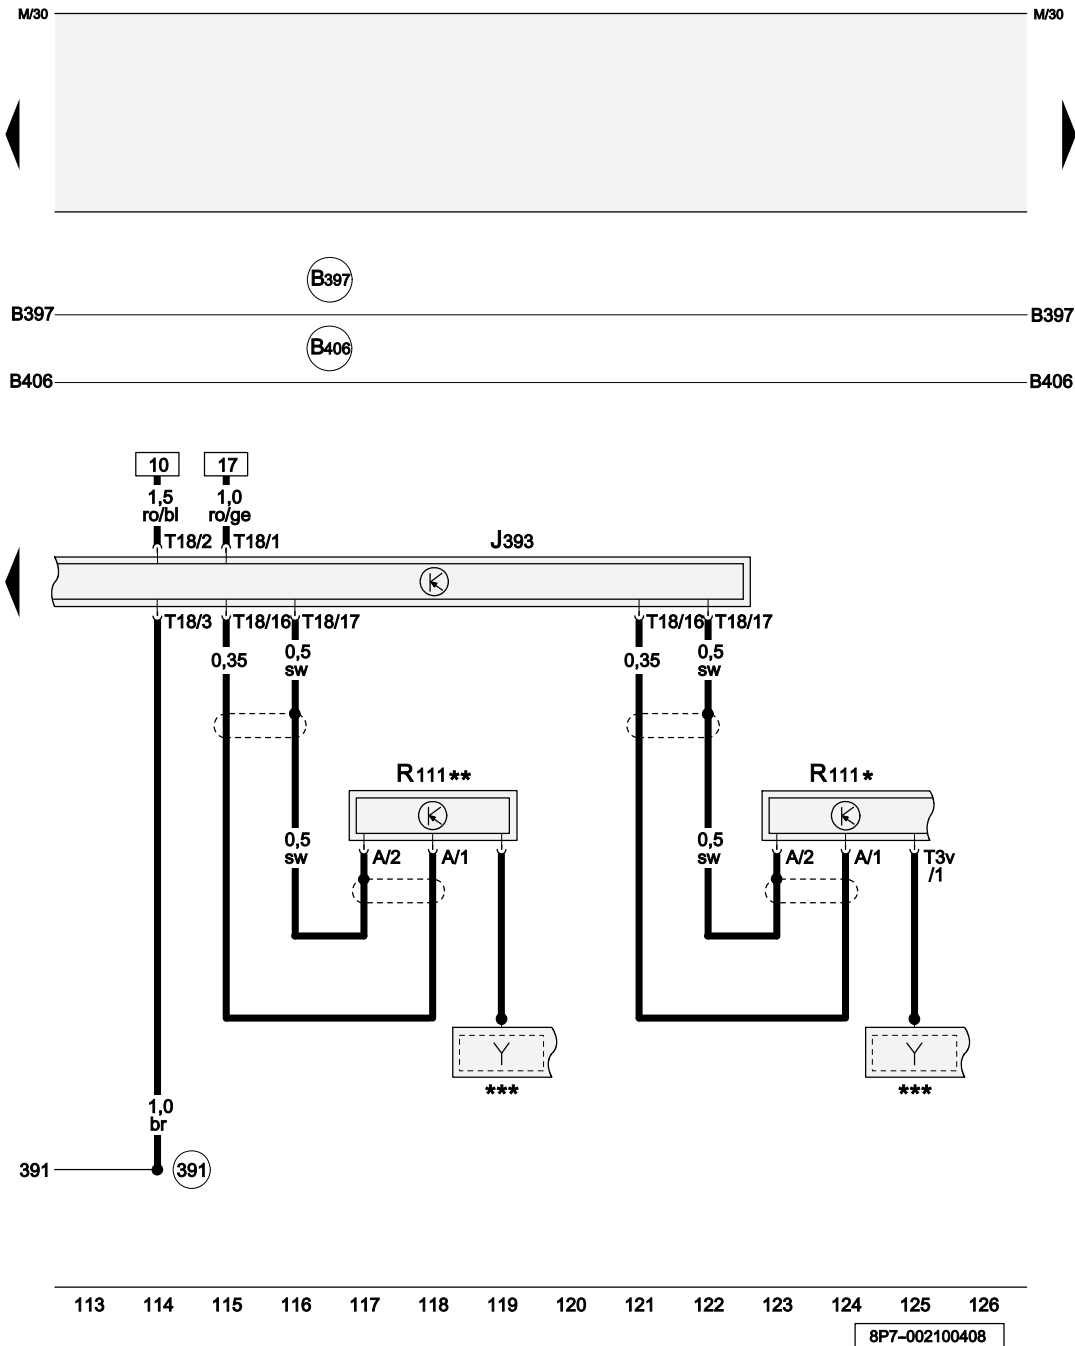 M/30 M/30
B397
B397 B397
B406
B406 B406
10 17
1,5 1,0
ro/bl ro/ge
T18/2 T18/1 J393
T18/3 T18/16 T18/17 T18/16 T18/17
0,35 0,5 0,35 0,5
sw sw
R111** R111*
0,5 0,5
sw sw
A/2 A/1 A/2 A/1 T3v
/1
*** ***
1,0
br
391 391
113 114 115 116 117 118 119 120 121 122 123 124 125 126
8P7-002100408